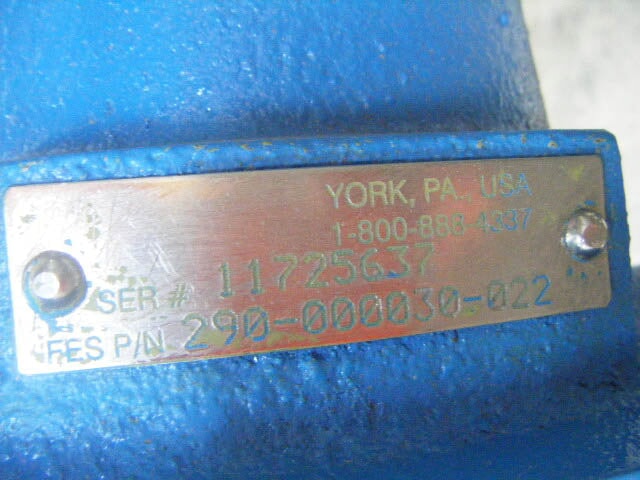 YORK, PA., USA
1-800-888-4337
SER # 11725637
FES P/N 290-000030-022